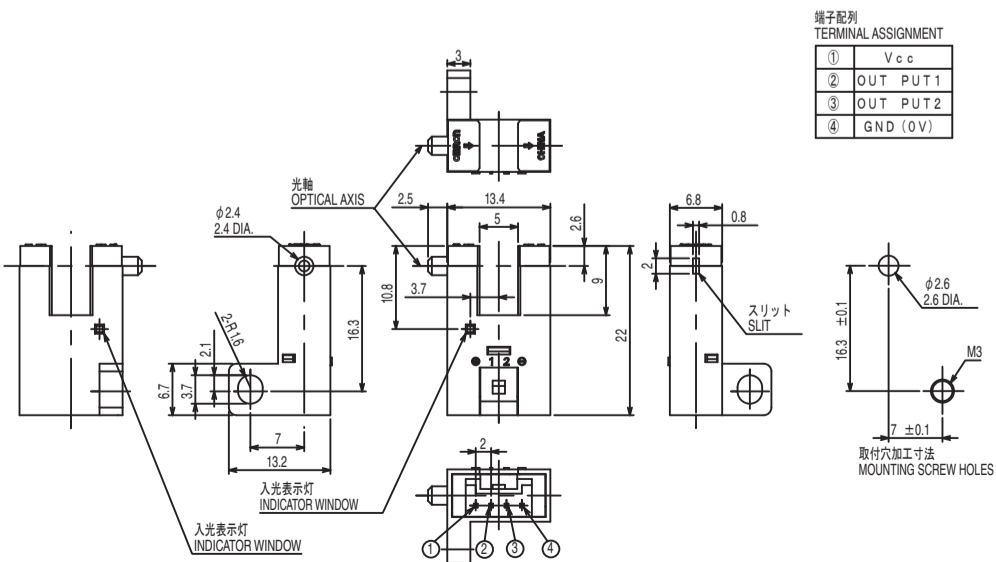 端子配列
TERMINAL ASSIGNMENT
① Vcc
② OUT PUT1
③ OUT PUT2
④ GND (0V)
3
OMRON
CHINA
光軸
OPTICAL AXIS
2.5
13.4
5
2.6
6.8
0.8
φ2.4
2.4 DIA.
10.8
3.7
9
22
2
スリット
SLIT
φ2.6
2.6 DIA.
16.3 ±0.1
M3
7 ±0.1
取付穴加工寸法
MOUNTING SCREW HOLES
2-R1.6
16.3
2.1
3.7
6.7
7
13.2
⊕ 1 2 ⊖
2
入光表示灯
INDICATOR WINDOW
入光表示灯
INDICATOR WINDOW
① ② ③ ④